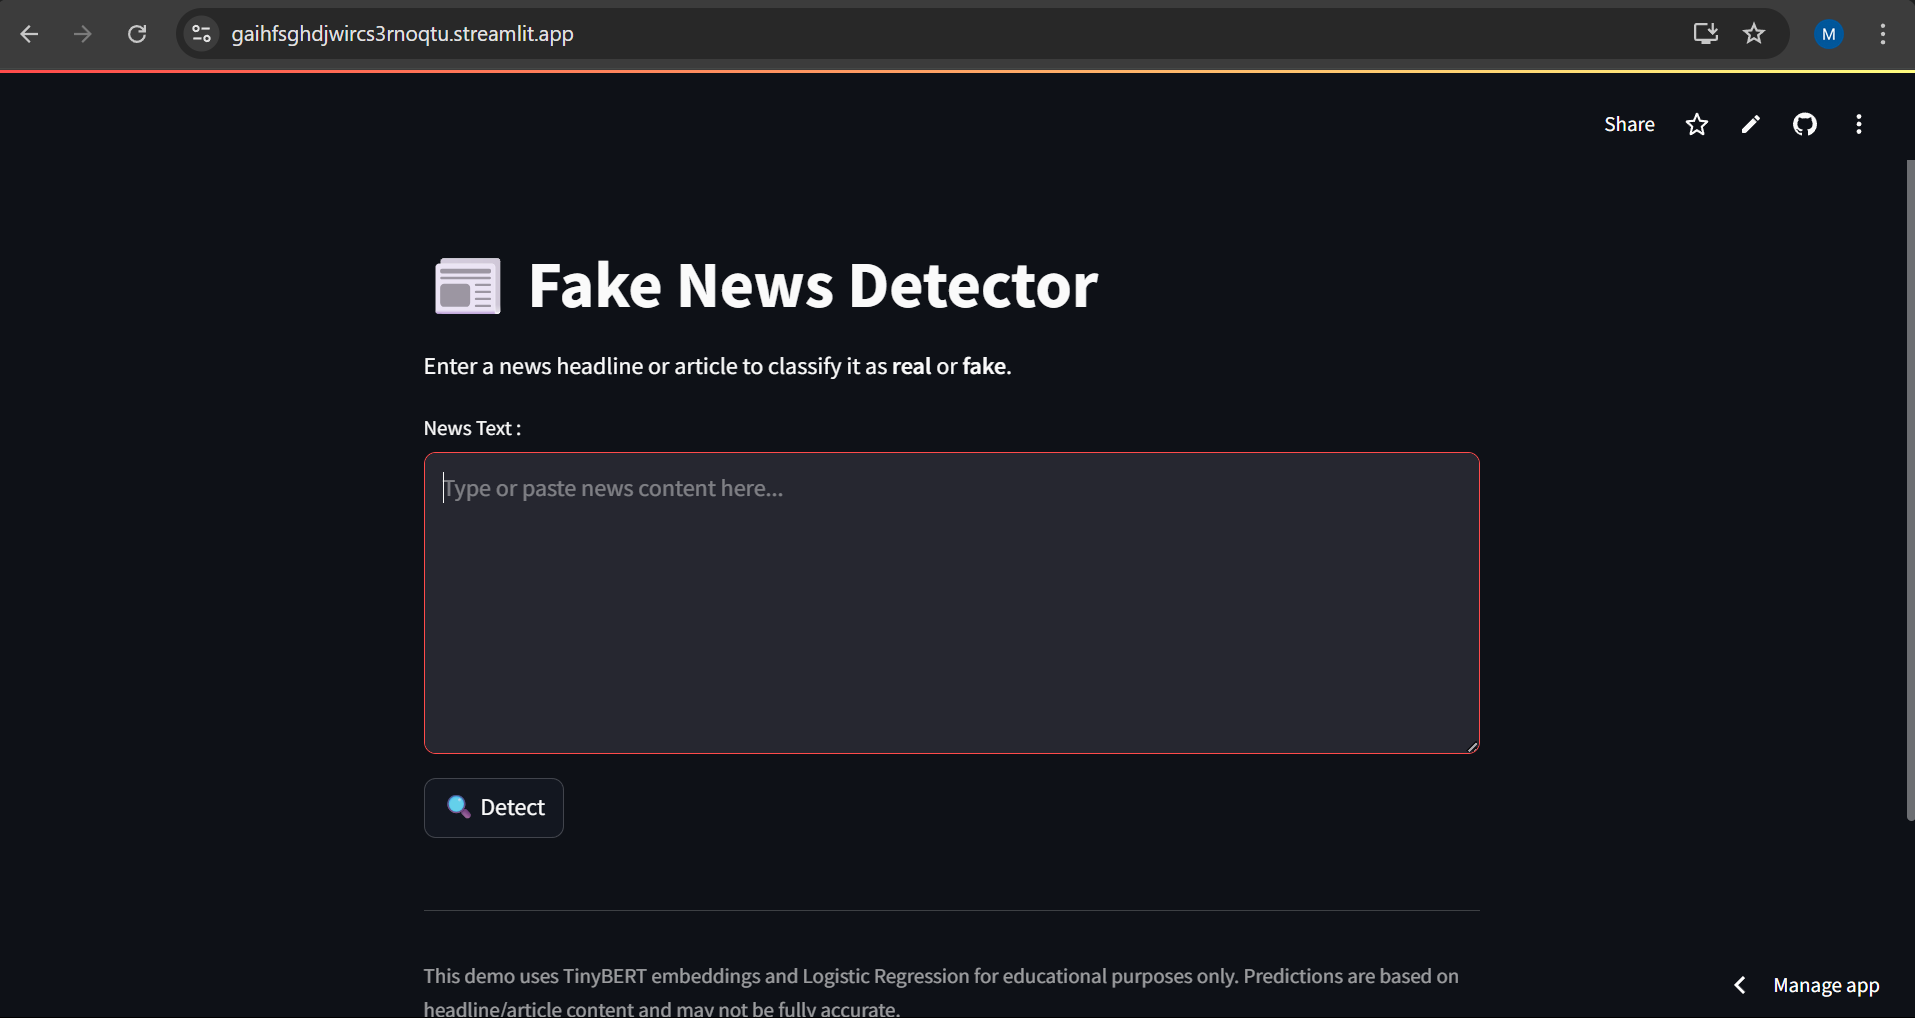 gaihfsghdjwircs3rnoqtu.streamlit.app
M
Share
Fake News Detector
Enter a news headline or article to classify it as real or fake.
News Text :
Type or paste news content here...
Detect
This demo uses TinyBERT embeddings and Logistic Regression for educational purposes only. Predictions are based on
headline/article content and may not be fully accurate.
Manage app